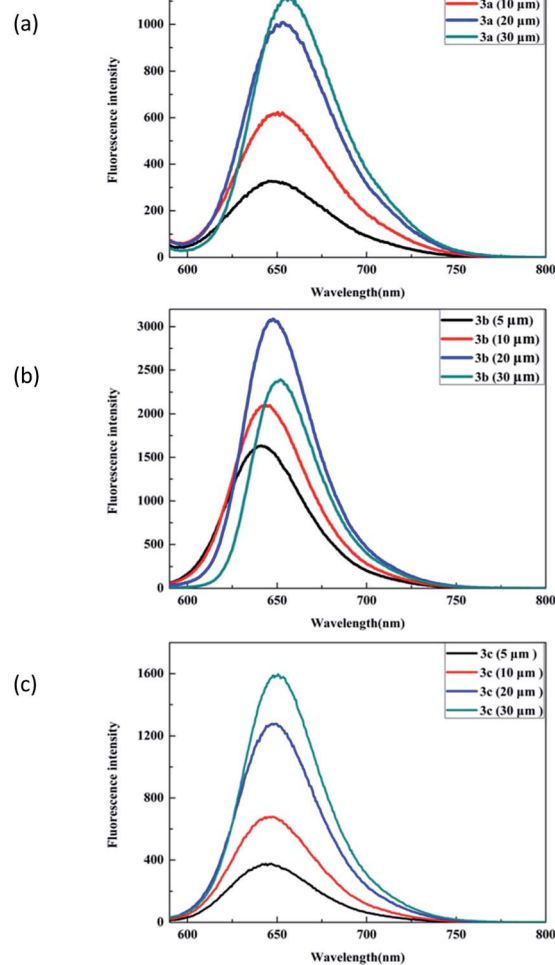 (a)
3a (10 µm)
3a (20 µm)
3a (30 µm)
Fluorescence intensity
1000
800
600
400
200
0
600 650 700 750 800
Wavelength(nm)
(b)
3b (5 µm)
3b (10 µm)
3b (20 µm)
3b (30 µm)
Fluorescence intensity
3000
2500
2000
1500
1000
500
0
600 650 700 750 800
Wavelength(nm)
(c)
3c (5 µm )
3c (10 µm )
3c (20 µm )
3c (30 µm )
Fluorescence intensity
1600
1200
800
400
0
600 650 700 750 800
Wavelength(nm)